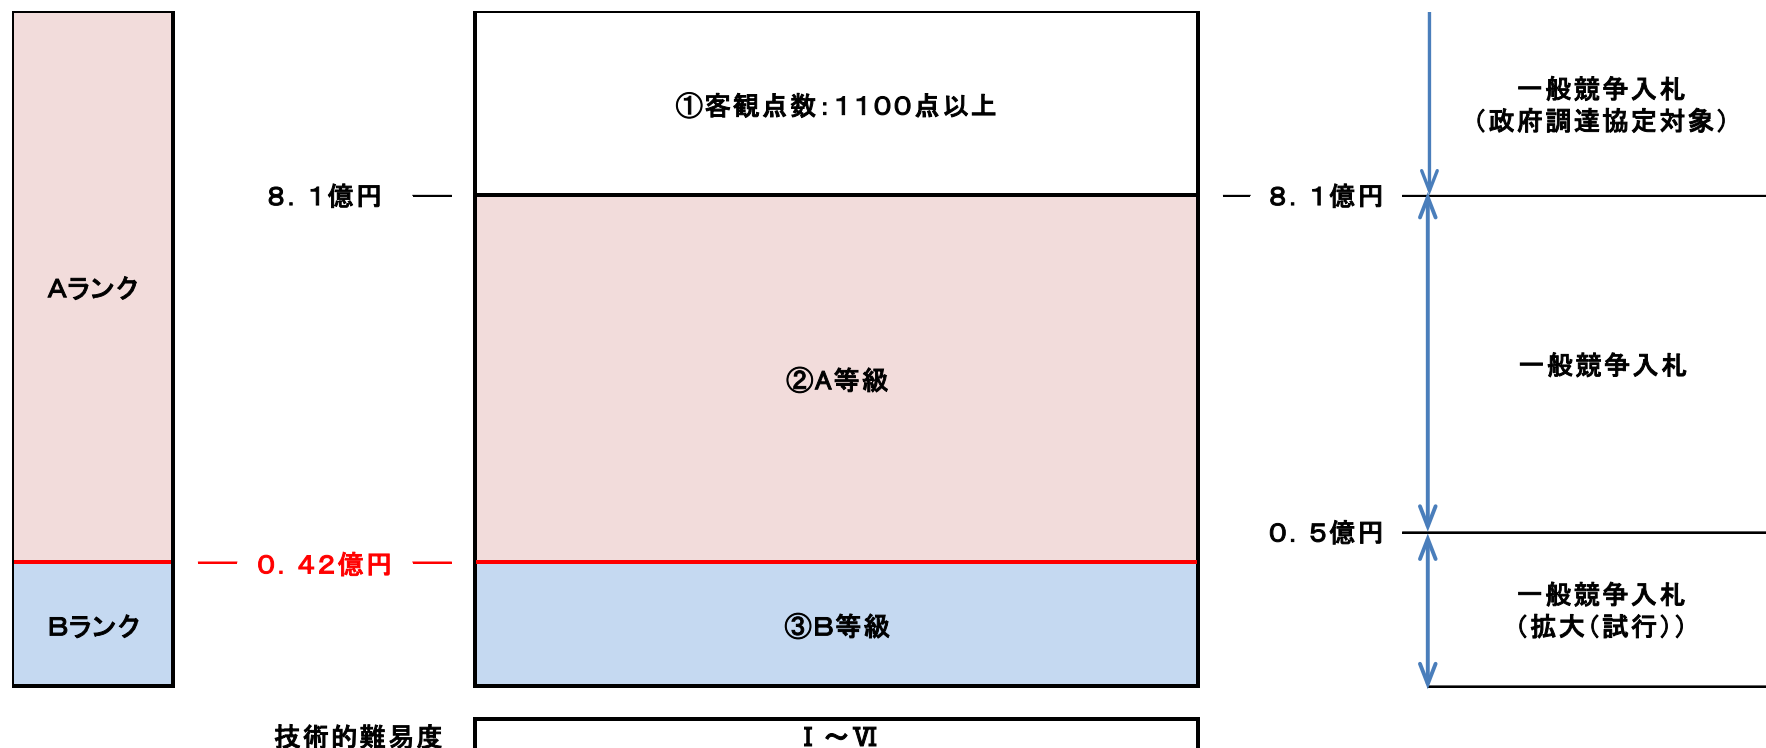 ①客観点数：１１００点以上
一般競争入札
（政府調達協定対象）
８．１億円
８．１億円
Ａランク
②Ａ等級
一般競争入札
０．５億円
０．４２億円
Ｂランク
③Ｂ等級
一般競争入札
（拡大（試行））
技術的難易度
Ⅰ ～Ⅵ